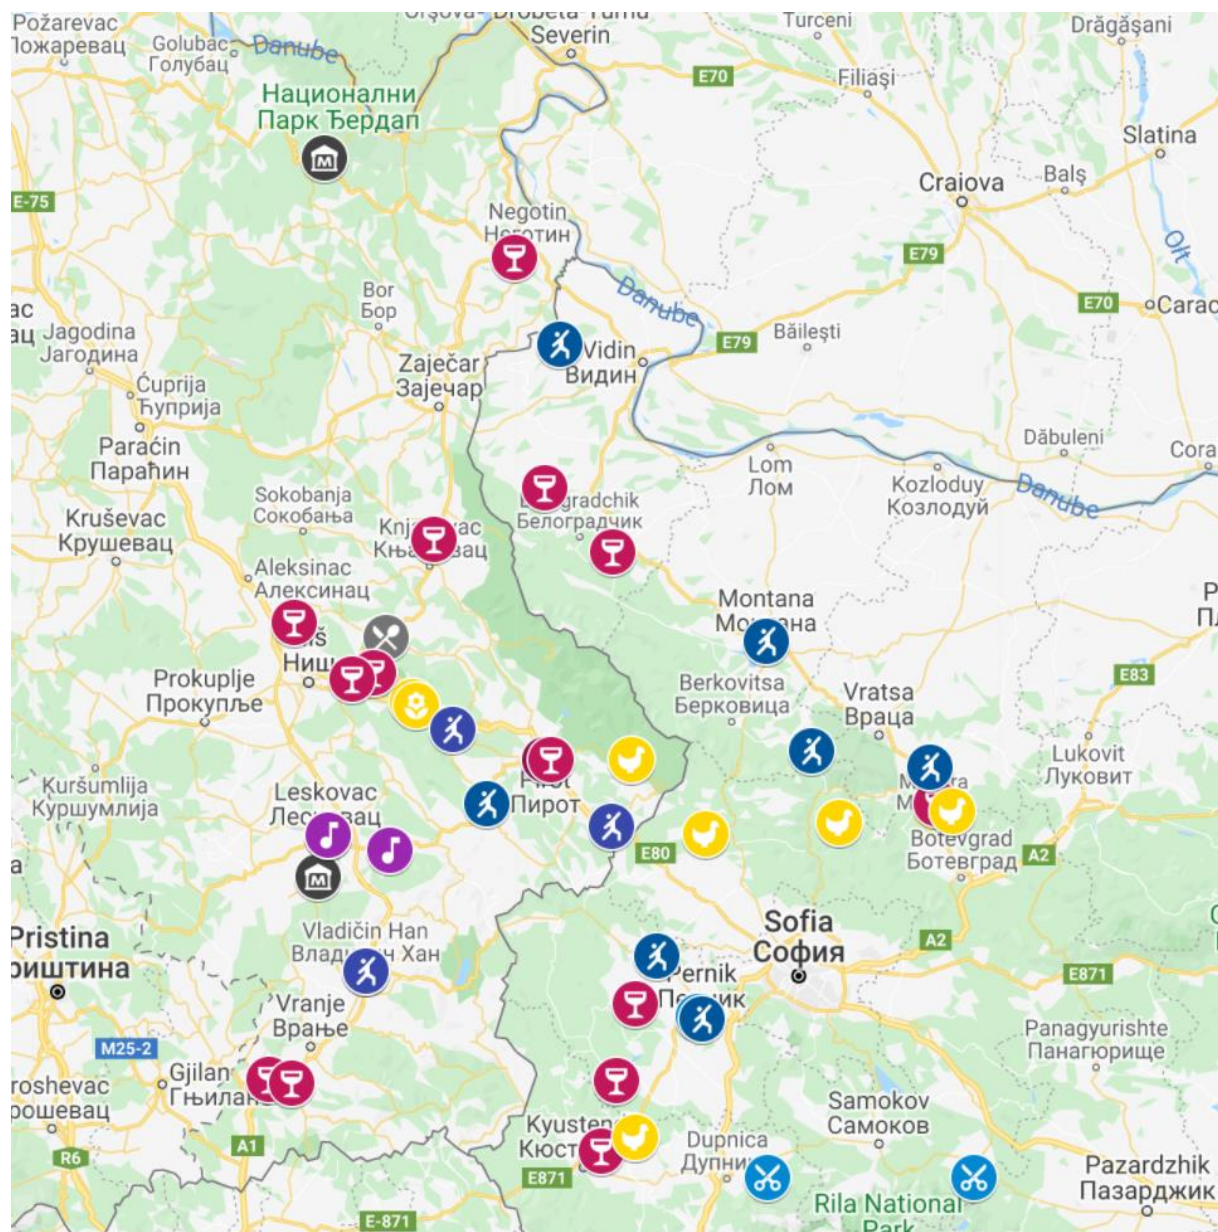 Požarevac
Пожаревац
Golubac
Голубац
Danube
Severin
Turceni
Drăgășani
E70
Filiași
Национални
Парк Ђердап
Slatina
Craiova
Balș
E-75
Negotin
Неготин
E79
Olt
Danube
E70
Bor
Бор
Jagodina
Јагодина
E79
Băilești
Vidin
Видин
Zaječar
Зајечар
Ćuprija
Ћуприја
Paraćin
Параћин
Dăbuleni
Lom
Лом
Kozloduy
Козлодуй
Danube
Sokobanja
Сокобања
Белоградчик
Kruševac
Крушевац
Aleksinac
Алексинац
Montana
Ниш
Prokuplje
Прокупље
E83
Berkovitsa
Берковица
Vratsa
Враца
Lukovit
Луковит
Kuršumlija
Куршумлија
Leskovac
Пирот
E80
Botevgrad
Ботевград
A2
Pristina
Vladičin Han
Sofia
София
A2
E871
Pernik
Vranje
Врање
M25-2
Panagyurishte
Панагюрище
Gjilan
Samokov
Самоков
A1
R6
Dupnica
E871
Pazardzhik
Пазарджик
Rila National
Park
E-871